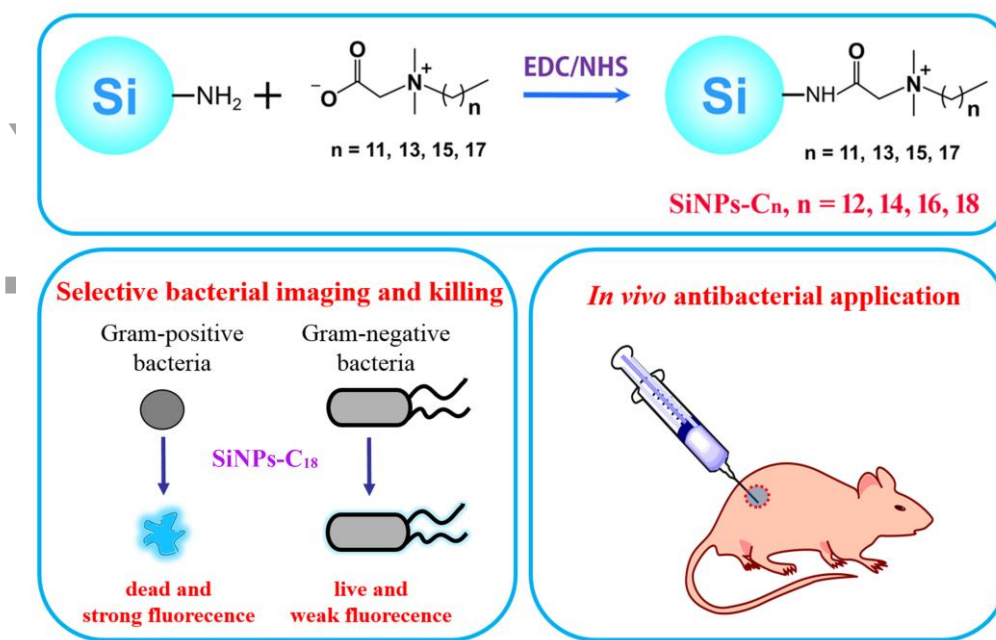 Si –NH₂ + O ⁻O N⁺ ( )n EDC/NHS Si –NH O N⁺ ( )n
n = 11, 13, 15, 17
n = 11, 13, 15, 17
SiNPs-Cn, n = 12, 14, 16, 18
Selective bacterial imaging and killing
Gram-positive
bacteria
Gram-negative
bacteria
SiNPs-C₁₈
dead and
strong fluorecence
live and
weak fluorecence
In vivo antibacterial application